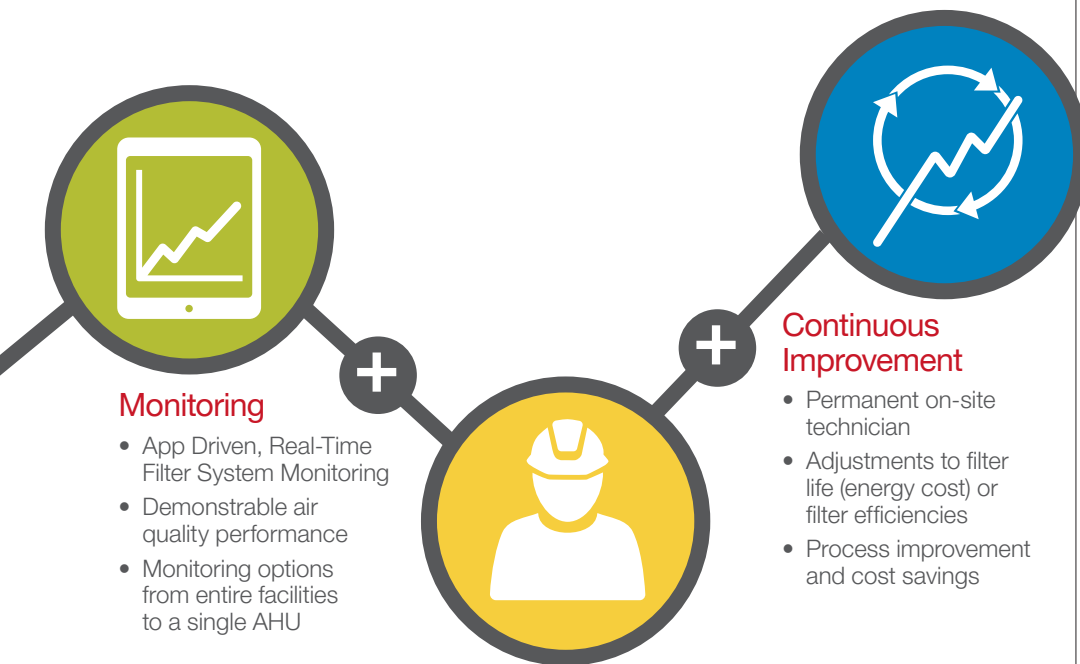 Monitoring
• App Driven, Real-Time
Filter System Monitoring
• Demonstrable air
quality performance
• Monitoring options
from entire facilities
to a single AHU
Continuous
Improvement
• Permanent on-site
technician
• Adjustments to filter
life (energy cost) or
filter efficiencies
• Process improvement
and cost savings